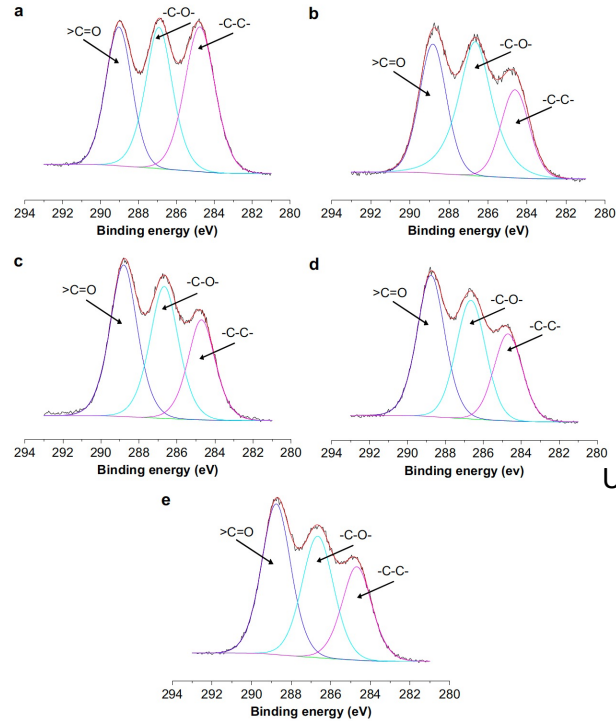 a
>C=O
-C-O-
-C-C-
294 292 290 288 286 284 282 280
Binding energy (eV)
b
>C=O
-C-O-
-C-C-
294 292 290 288 286 284 282 280
Binding energy (eV)
c
>C=O
-C-O-
-C-C-
294 292 290 288 286 284 282 280
Binding energy (eV)
d
>C=O
-C-O-
-C-C-
294 292 290 288 286 284 282 280
Binding energy (ev)
U
e
>C=O
-C-O-
-C-C-
294 292 290 288 286 284 282 280
Binding energy (eV)